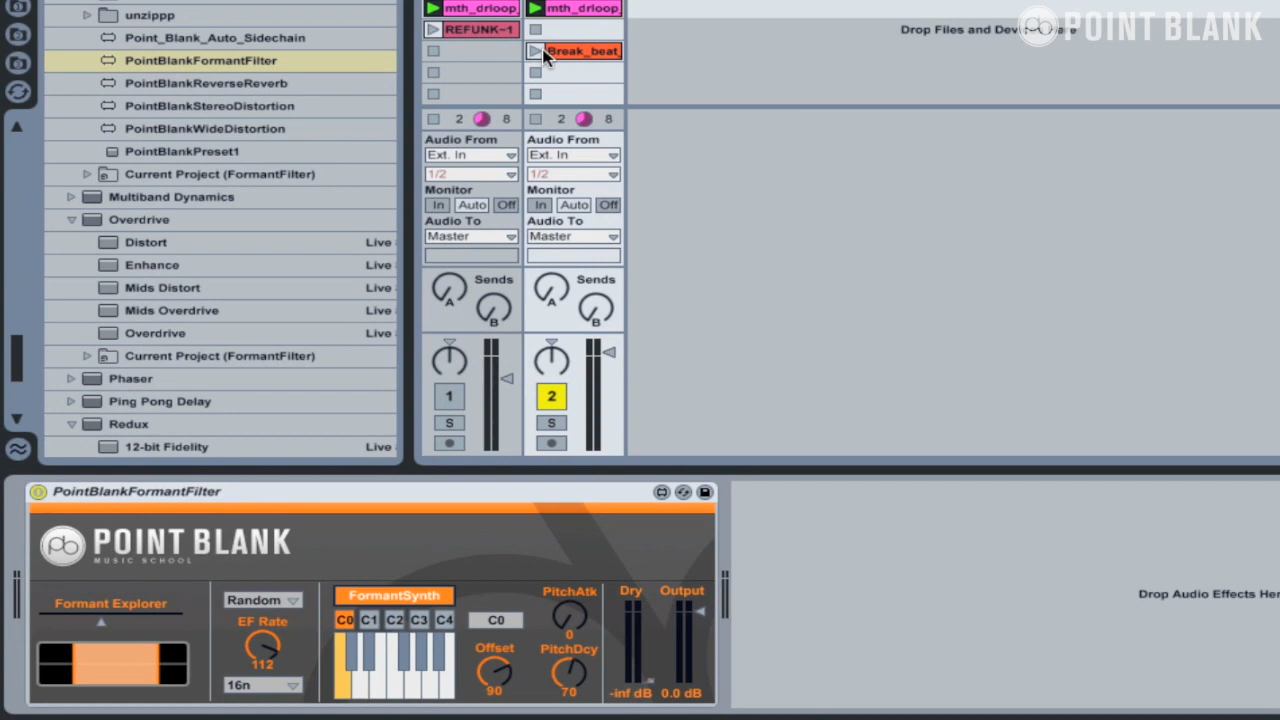 unzippp
Point_Blank_Auto_Sidechain
PointBlankFormantFilter
PointBlankReverseReverb
PointBlankStereoDistortion
PointBlankWideDistortion
PointBlankPreset1
Current Project (FormantFilter)
Multiband Dynamics
Overdrive
Distort Live
Enhance Live
Mids Distort Live
Mids Overdrive Live
Overdrive Live
Current Project (FormantFilter)
Phaser
Ping Pong Delay
Redux
12-bit Fidelity Live
mth_drloop mth_drloop
REFUNK-1
Break_beat
Drop Files and
pb POINT BLANK
2 8 2 8
Audio From Audio From
Ext. In Ext. In
1/2 1/2
Monitor Monitor
In Auto Off In Auto Off
Audio To Audio To
Master Master
Sends Sends
A A
B B
1 2
S S
PointBlankFormantFilter
pb POINT BLANK
MUSIC SCHOOL
Formant Explorer
Random
EF Rate
112
16n
FormantSynth
C0 C1 C2 C3 C4
C0
Offset
90
PitchAtk
0
PitchDcy
70
Dry Output
-inf dB 0.0 dB
Drop Audio Effects He